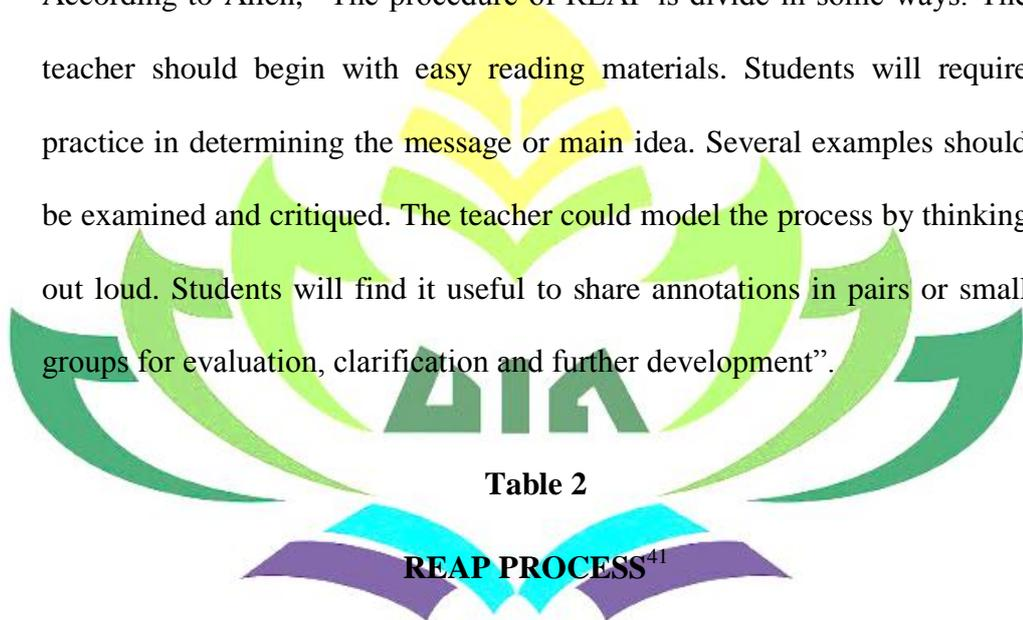 According to Allen, “The procedure of REAP is divide in some ways. The
teacher should begin with easy reading materials. Students will require
practice in determining the message or main idea. Several examples should
be examined and critiqued. The teacher could model the process by thinking
out loud. Students will find it useful to share annotations in pairs or small
groups for evaluation, clarification and further development”.
Table 2
REAP PROCESS41